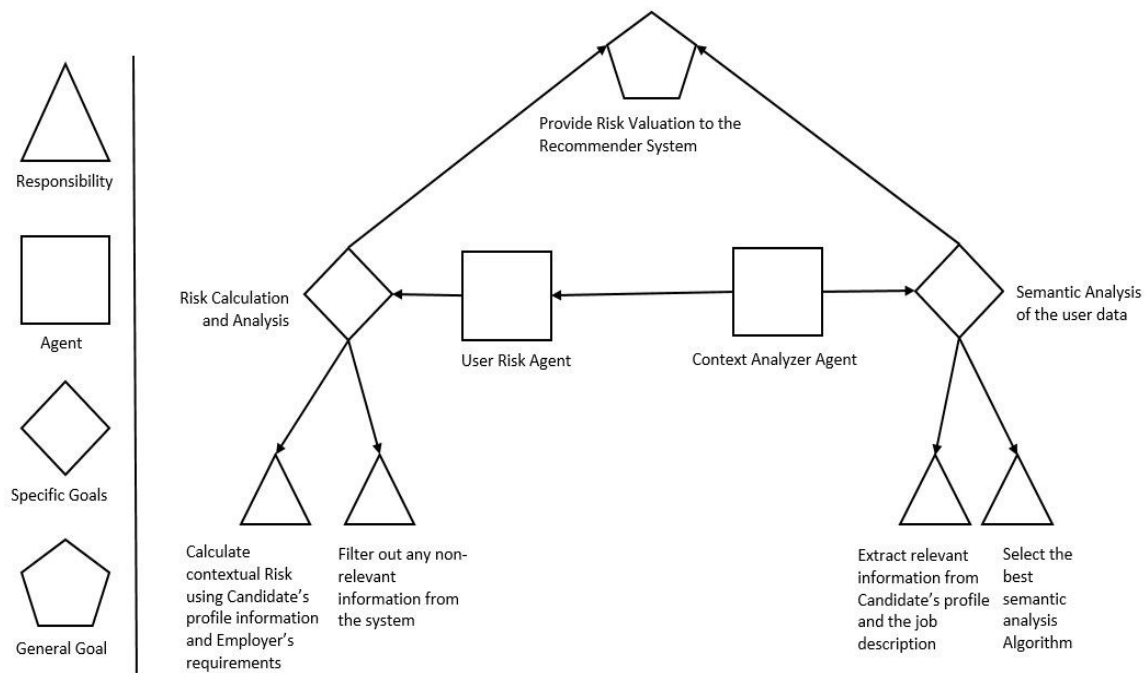 Responsibility
Agent
Specific Goals
General Goal
Provide Risk Valuation to the
Recommender System
Risk Calculation
and Analysis
User Risk Agent
Context Analyzer Agent
Semantic Analysis
of the user data
Calculate
contextual Risk
using Candidate’s
profile information
and Employer’s
requirements
Filter out any non-
relevant
information from
the system
Extract relevant
information from
Candidate’s profile
and the job
description
Select the
best
semantic
analysis
Algorithm